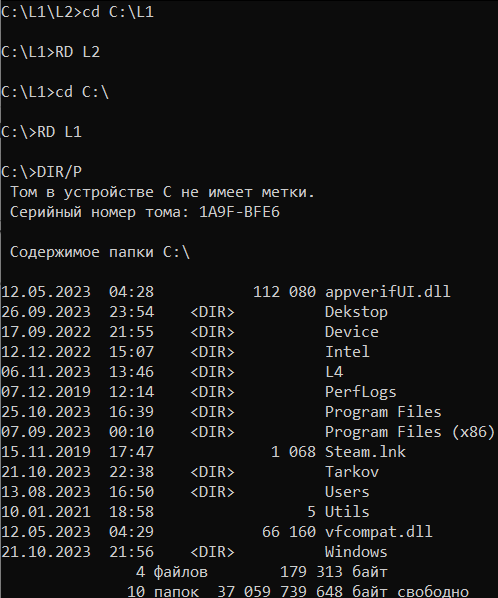 C:\L1\L2>cd C:\L1
C:\L1>RD L2
C:\L1>cd C:\
C:\>RD L1
C:\>DIR/P
Том в устройстве C не имеет метки.
Серийный номер тома: 1A9F-BFE6
Содержимое папки C:\
12.05.2023  04:28           112 080 appverifUI.dll
26.09.2023  23:54    <DIR>          Dekstop
17.09.2022  21:55    <DIR>          Device
12.12.2022  15:07    <DIR>          Intel
06.11.2023  13:46    <DIR>          L4
07.12.2019  12:14    <DIR>          PerfLogs
25.10.2023  16:39    <DIR>          Program Files
07.09.2023  00:10    <DIR>          Program Files (x86)
15.11.2019  17:47             1 068 Steam.lnk
21.10.2023  22:38    <DIR>          Tarkov
13.08.2023  16:50    <DIR>          Users
10.01.2021  18:58                 5 Utils
12.05.2023  04:29            66 160 vfcompat.dll
21.10.2023  21:56    <DIR>          Windows
4 файлов        179 313 байт
10 папок  37 059 739 648 байт свободно